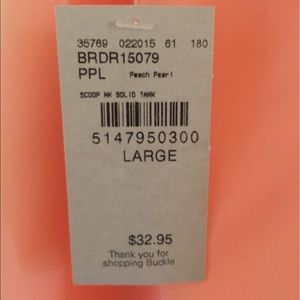 35769 022015 61 180
BRDR15079
PPL Peach Pearl
SCOOP NK SOLID TANK
5147950300
LARGE
$32.95
Thank you for
shopping Buckle